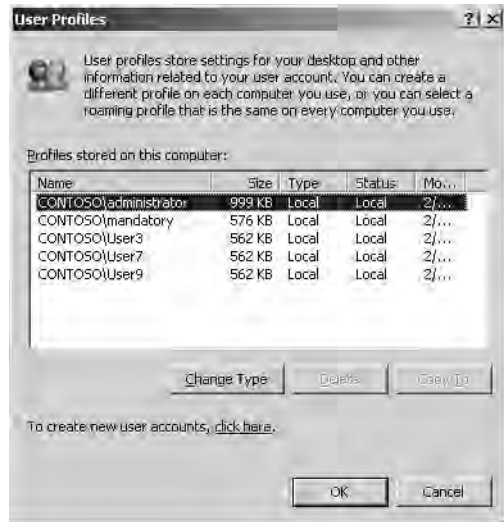 User Profiles
User profiles store settings for your desktop and other
information related to your user account. You can create a
different profile on each computer you use, or you can select a
roaming profile that is the same on every computer you use.
Profiles stored on this computer:
Name Size Type Status Mo...
CONTOSO\administrator 999 KB Local Local 2/...
CONTOSO\mandatory 576 KB Local Local 2/...
CONTOSO\User3 562 KB Local Local 2/...
CONTOSO\User7 562 KB Local Local 2/...
CONTOSO\User9 562 KB Local Local 2/...
Change Type Delete Copy To
To create new user accounts, click here.
OK Cancel